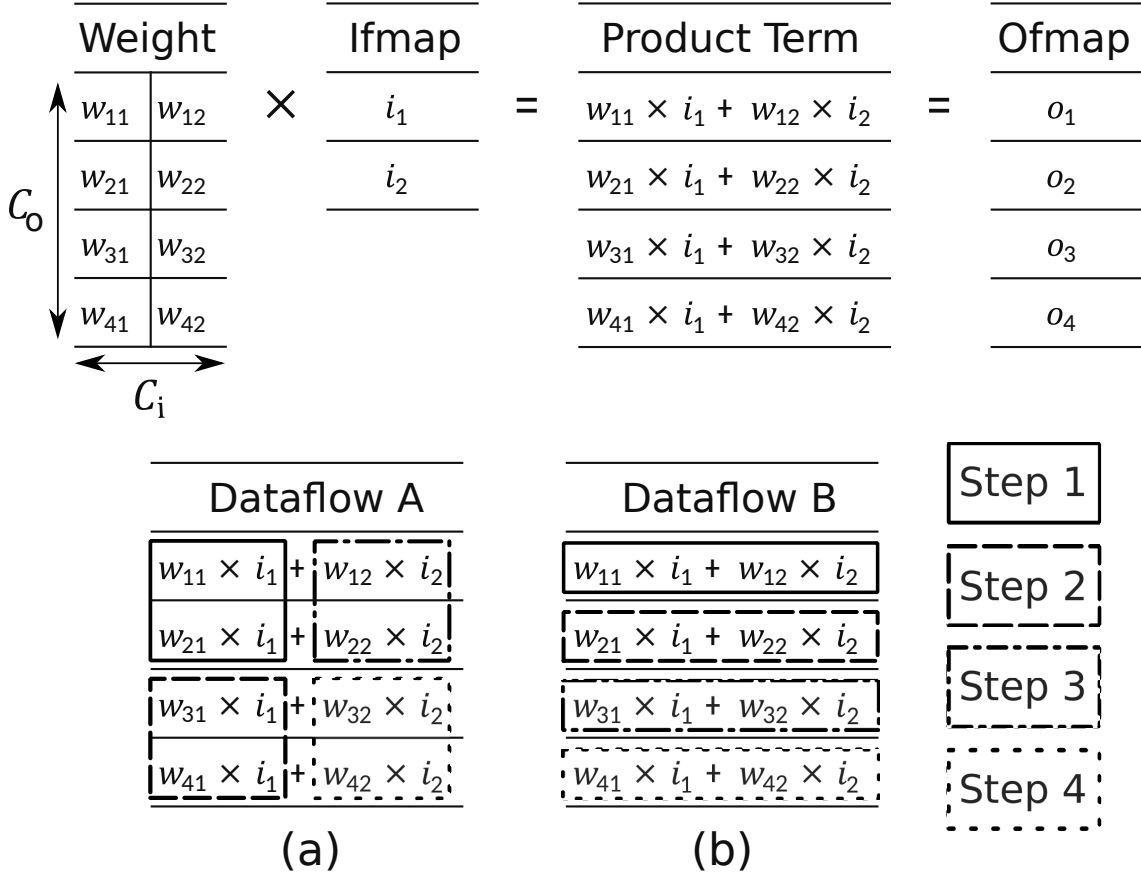 Weight Ifmap Product Term Ofmap
w₁₁ w₁₂ × i₁ = w₁₁ × i₁ + w₁₂ × i₂ = o₁
w₂₁ w₂₂ i₂ w₂₁ × i₁ + w₂₂ × i₂ o₂
Cₒ
w₃₁ w₃₂ w₃₁ × i₁ + w₃₂ × i₂ o₃
w₄₁ w₄₂ w₄₁ × i₁ + w₄₂ × i₂ o₄
Cᵢ
Dataflow A
w₁₁ × i₁ + w₁₂ × i₂
w₂₁ × i₁ + w₂₂ × i₂
w₃₁ × i₁ + w₃₂ × i₂
w₄₁ × i₁ + w₄₂ × i₂
(a)
Dataflow B
w₁₁ × i₁ + w₁₂ × i₂
w₂₁ × i₁ + w₂₂ × i₂
w₃₁ × i₁ + w₃₂ × i₂
w₄₁ × i₁ + w₄₂ × i₂
(b)
Step 1
Step 2
Step 3
Step 4